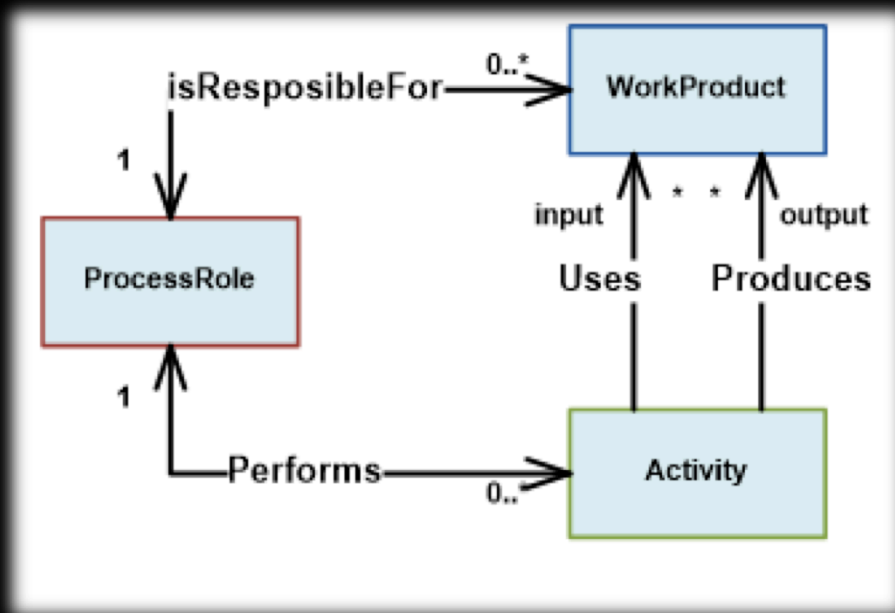 0..*
isResposibleFor
WorkProduct
1
* *
input
output
ProcessRole
Uses
Produces
1
Performs
Activity
0..*